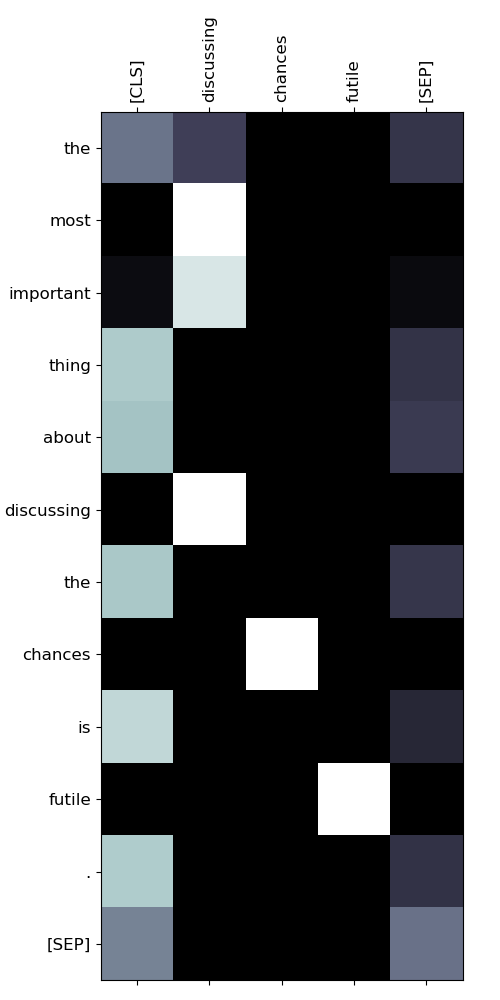 [CLS]
discussing
chances
futile
[SEP]
the
most
important
thing
about
discussing
the
chances
is
futile
.
[SEP]